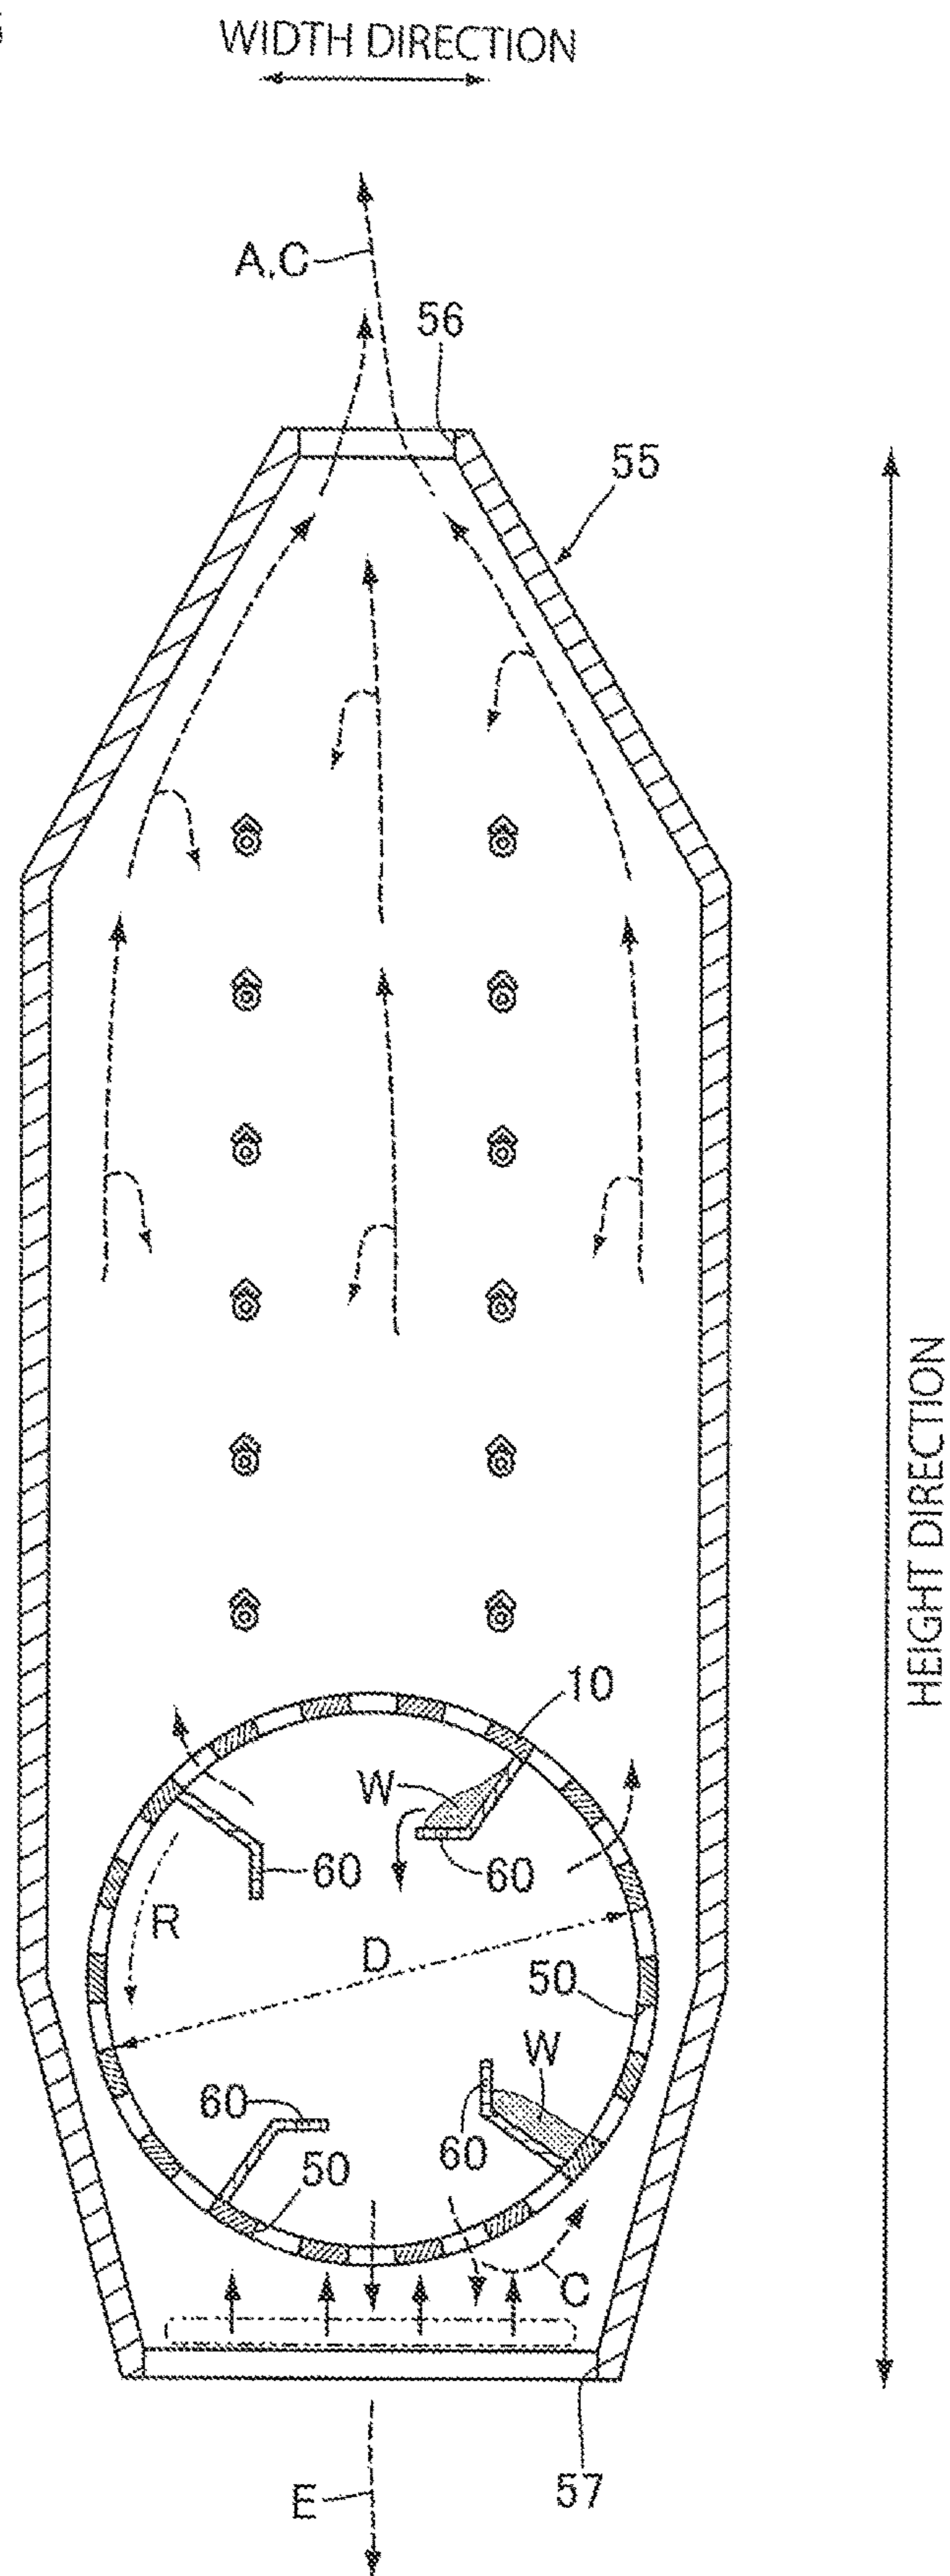 WIDTH DIRECTION
A,C
56
55
10
W
60
60
R
D
50
W
60
60
50
C
E
57
HEIGHT DIRECTION